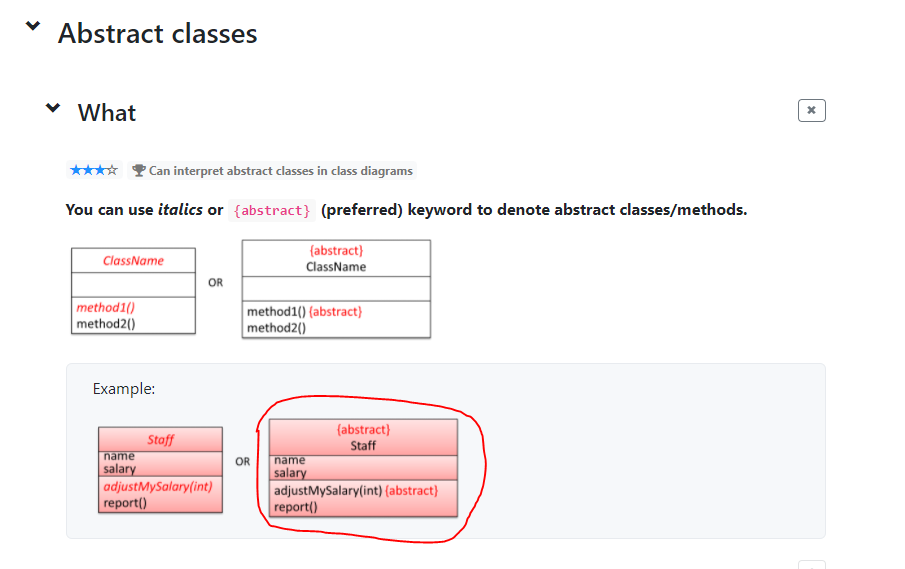 Abstract classes
What
Can interpret abstract classes in class diagrams
You can use italics or {abstract} (preferred) keyword to denote abstract classes/methods.
ClassName
method1()
method2()
OR
{abstract}
ClassName
method1() {abstract}
method2()
Example:
Staff
name
salary
adjustMySalary(int)
report()
OR
{abstract}
Staff
name
salary
adjustMySalary(int) {abstract}
report()